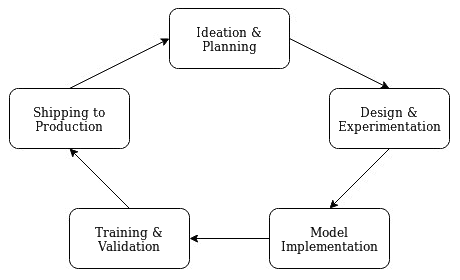 Ideation &
Planning
Design &
Experimentation
Model
Implementation
Training &
Validation
Shipping to
Production